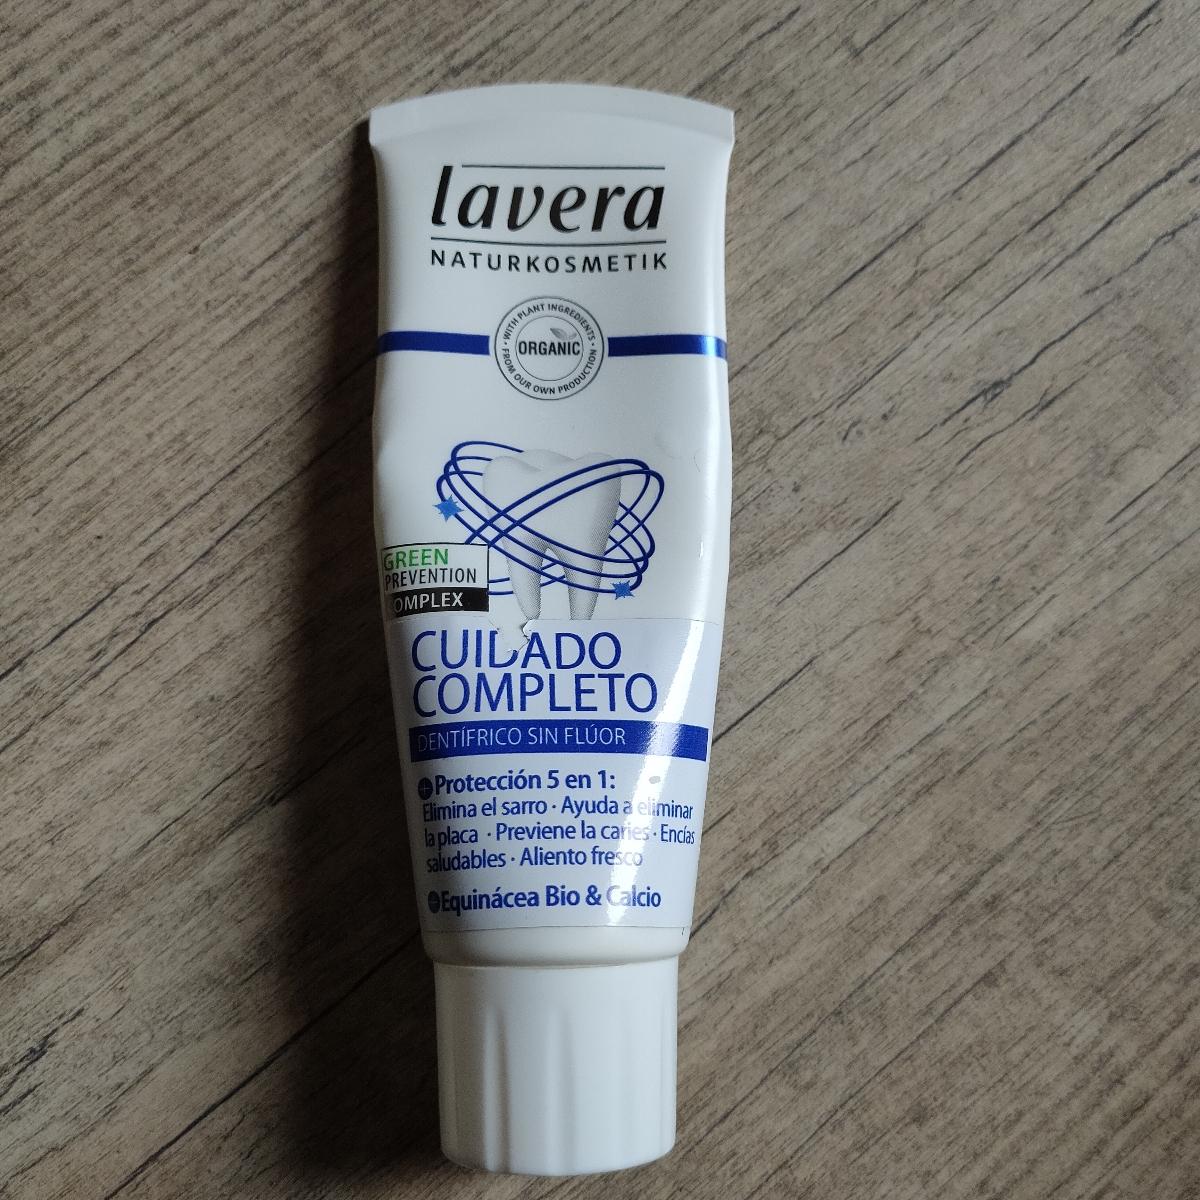 lavera
NATURKOSMETIK
WITH PLANT INGREDIENTS
ORGANIC
FROM OUR OWN PRODUCTION
GREEN
PREVENTION
OMPLEX
CUIDADO
COMPLETO
DENTÍFRICO SIN FLÚOR
Protección 5 en 1:
Elimina el sarro · Ayuda a eliminar
la placa · Previene la caries · Encías
saludables · Aliento fresco
Equinácea Bio & Calcio